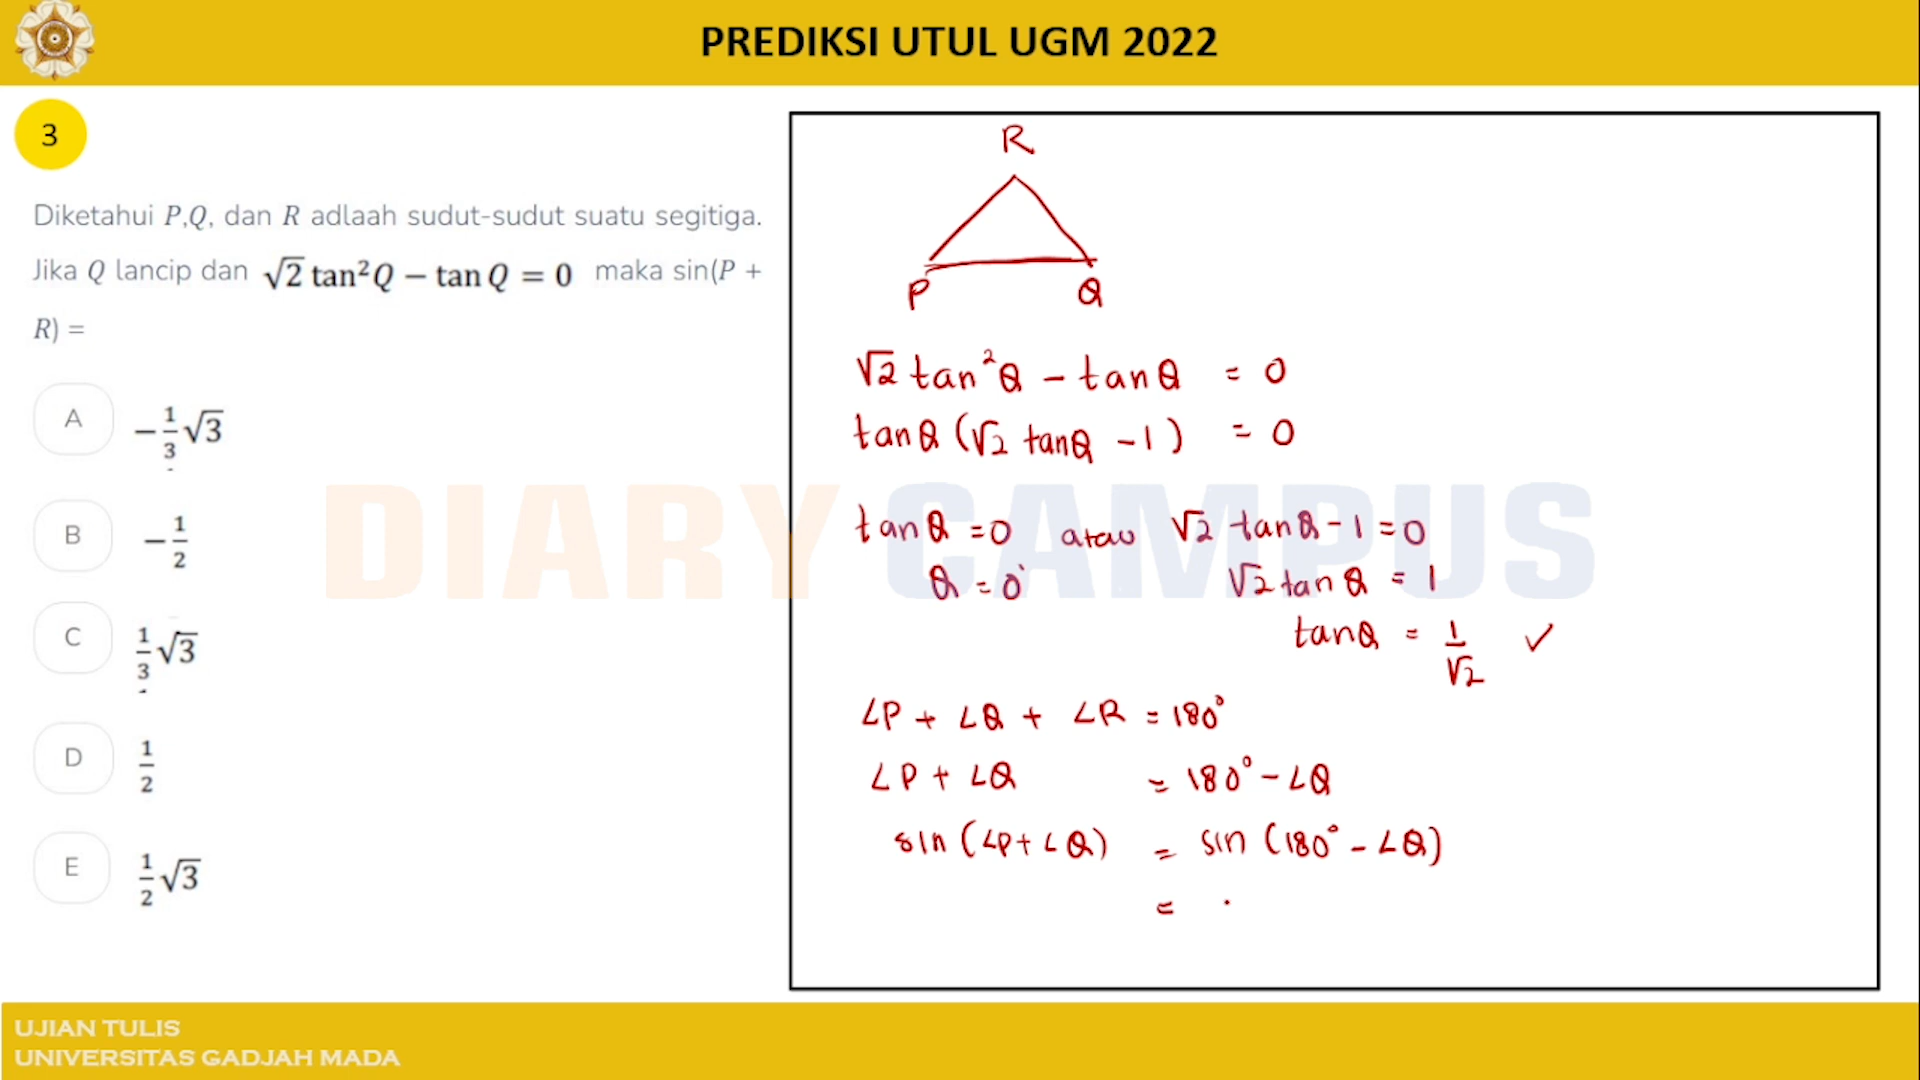 PREDIKSI UTUL UGM 2022
3
Diketahui P,Q, dan R adlaah sudut-sudut suatu segitiga.
Jika Q lancip dan √2 tan²Q − tan Q = 0 maka sin(P +
R) =
A −1/3√3
B −1/2
C 1/3√3
D 1/2
E 1/2√3
R
P Q
√2 tan²Q − tanQ = 0
tanQ (√2 tanQ − 1) = 0
tanQ = 0 atau √2 tanQ − 1 = 0
Q = 0° √2 tanQ = 1
tanQ = 1/√2 ✓
∠P + ∠Q + ∠R = 180°
∠P + ∠Q = 180° − ∠Q
sin (∠P + ∠Q) = sin (180° − ∠Q)
=
DIARY CAMPUS
UJIAN TULIS
UNIVERSITAS GADJAH MADA